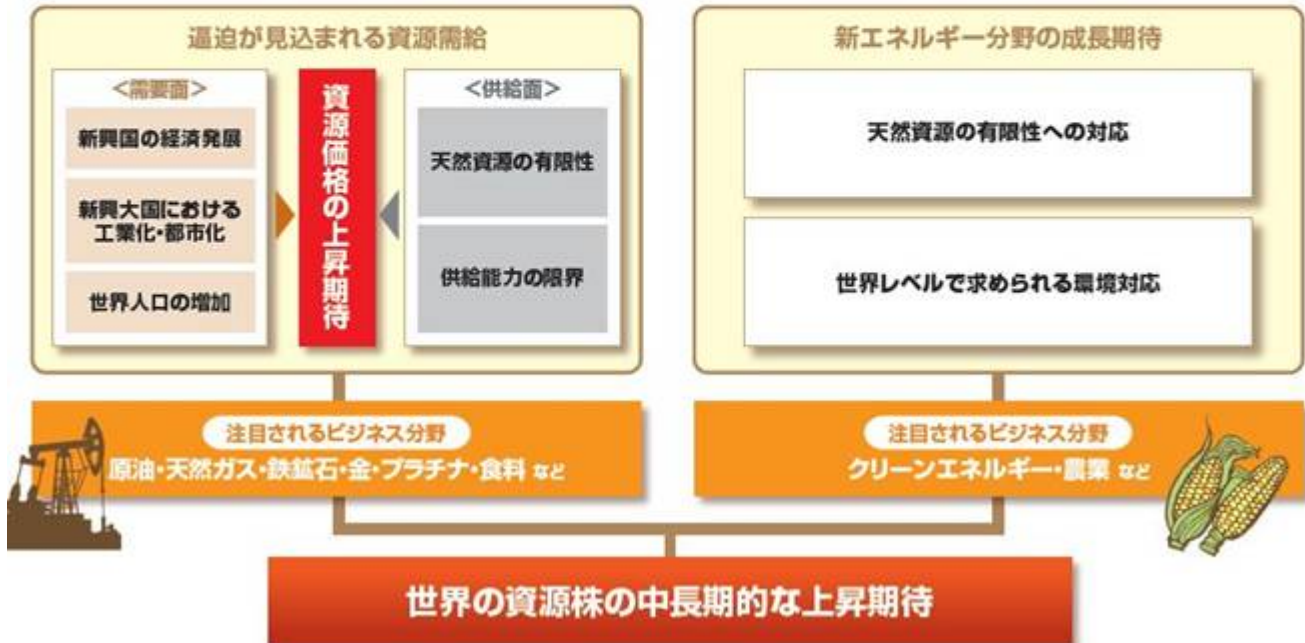 逼迫が見込まれる資源需給
<需要面>
新興国の経済発展
新興大国における
工業化・都市化
世界人口の増加
資源価格の上昇期待
<供給面>
天然資源の有限性
供給能力の限界
注目されるビジネス分野
原油・天然ガス・鉄鉱石・金・プラチナ・食料 など
新エネルギー分野の成長期待
天然資源の有限性への対応
世界レベルで求められる環境対応
注目されるビジネス分野
クリーンエネルギー・農業 など
世界の資源株の中長期的な上昇期待